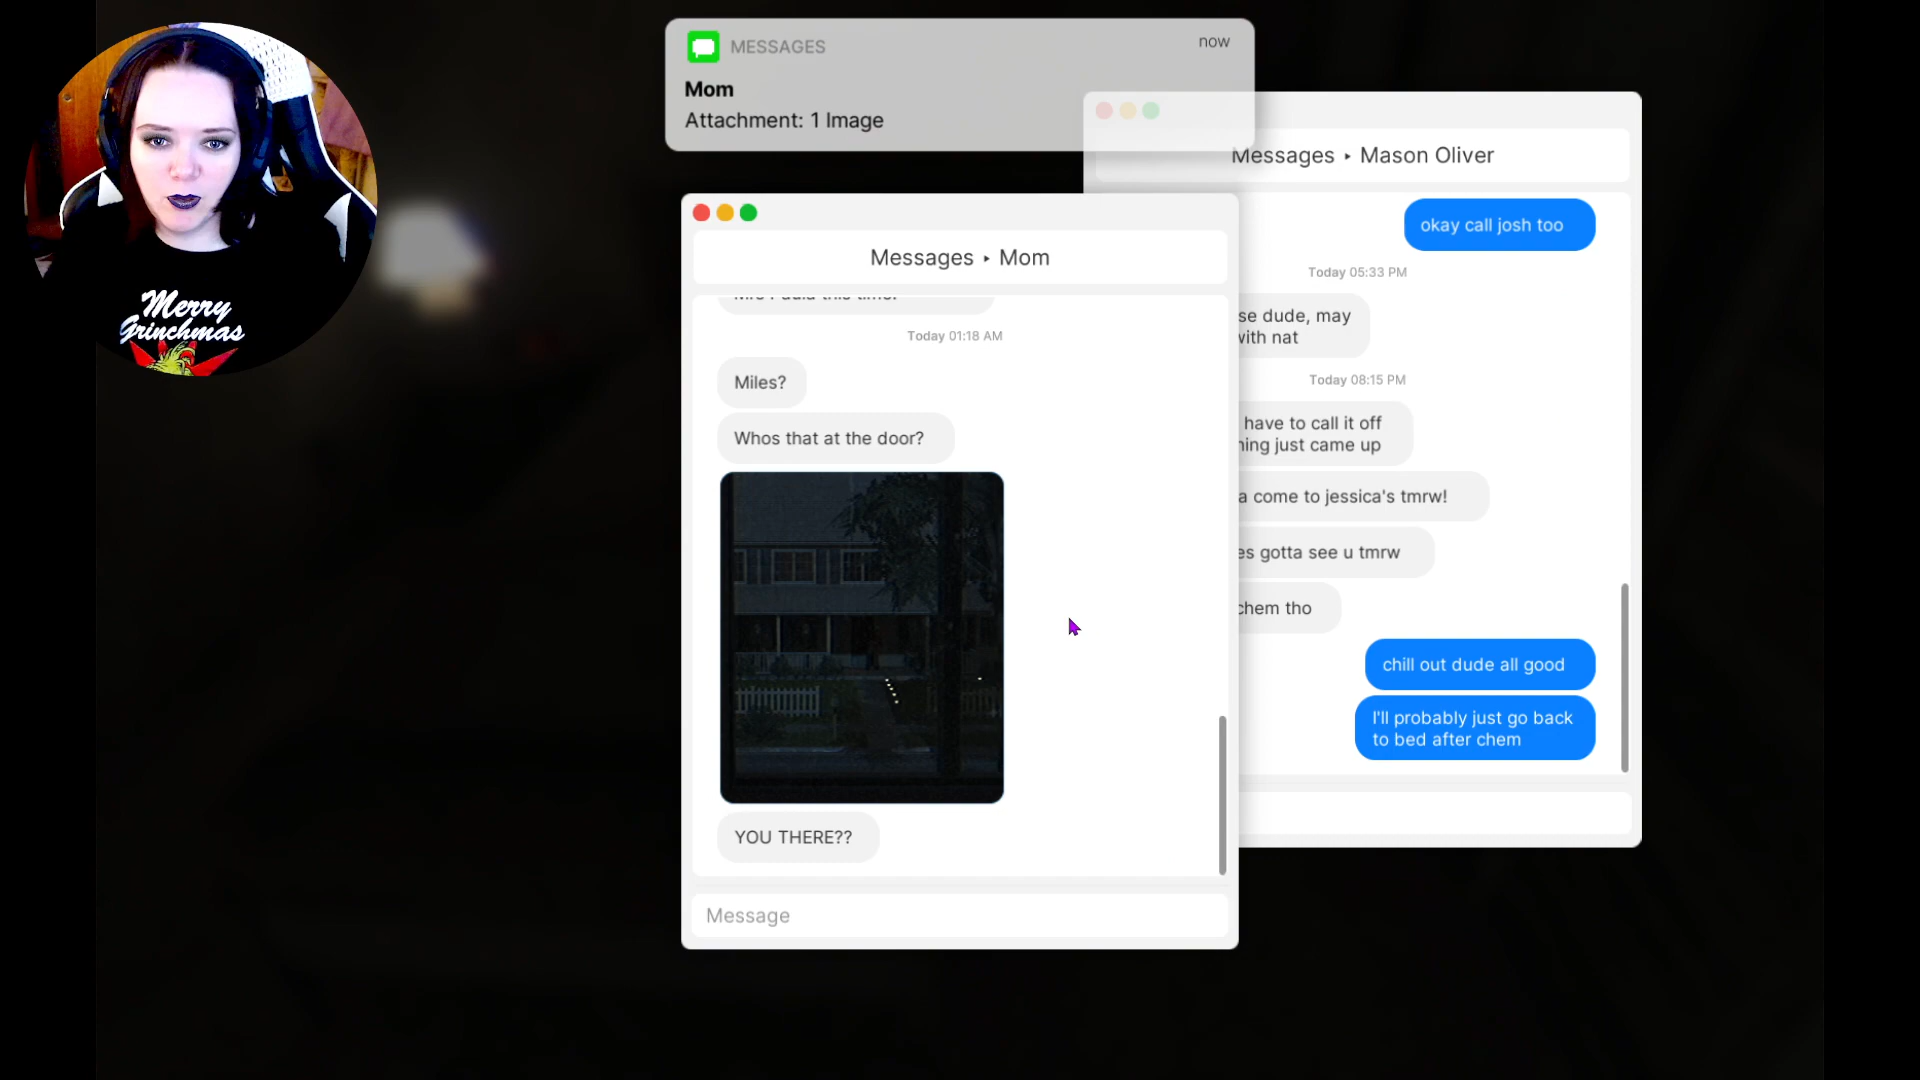 MESSAGES
now
Mom
Attachment: 1 Image
Merry
Grinchmas
Messages ▸ Mom
Today 01:18 AM
Miles?
Whos that at the door?
YOU THERE??
Message
Messages ▸ Mason Oliver
okay call josh too
Today 05:33 PM
se dude, may
with nat
Today 08:15 PM
have to call it off
just came up
a come to jessica's tmrw!
es gotta see u tmrw
chem tho
chill out dude all good
I'll probably just go back
to bed after chem